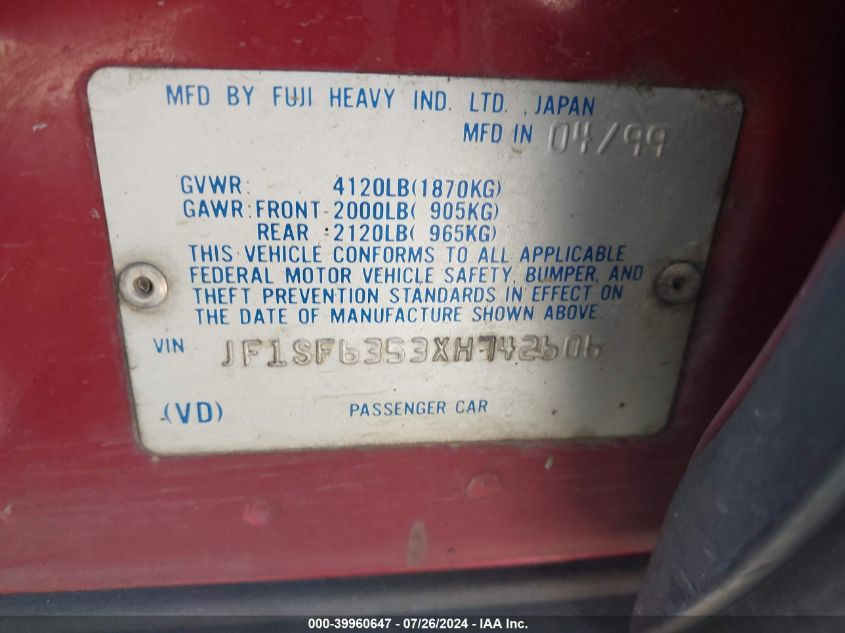 MFD BY FUJI HEAVY IND. LTD., JAPAN
MFD IN 04/99
GVWR: 4120LB(1870KG)
GAWR:FRONT-2000LB( 905KG)
REAR :2120LB( 965KG)
THIS VEHICLE CONFORMS TO ALL APPLICABLE
FEDERAL MOTOR VEHICLE SAFETY, BUMPER, AND
THEFT PREVENTION STANDARDS IN EFFECT ON
THE DATE OF MANUFACTURE SHOWN ABOVE.
VIN JF1SF6353XH742606
(VD) PASSENGER CAR
000-39960647 / 07/26/2024 - IAA Inc.